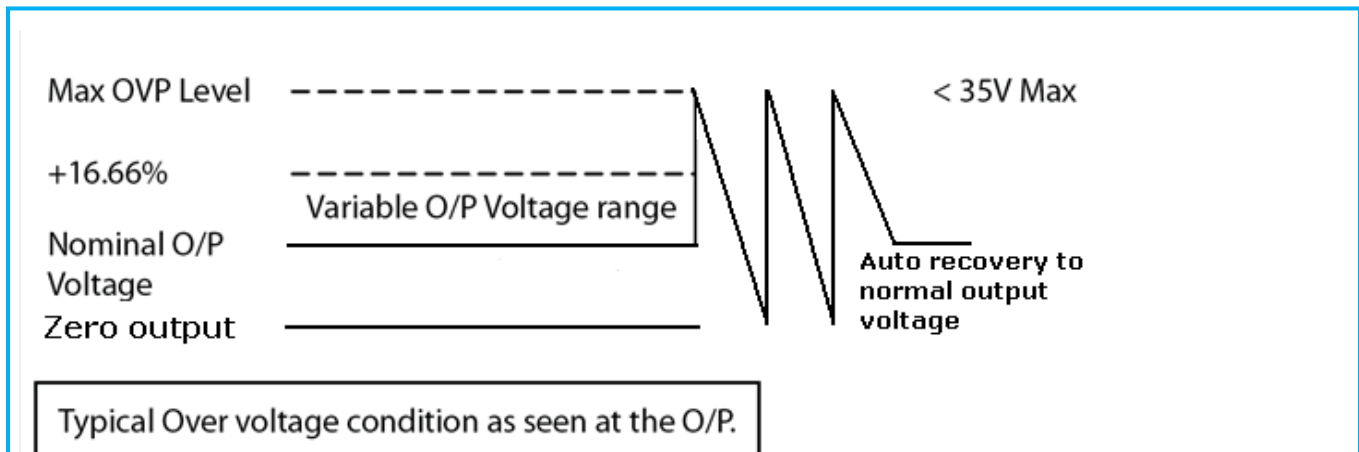 Max OVP Level
< 35V Max
+16.66%
Variable O/P Voltage range
Nominal O/P
Voltage
Auto recovery to
normal output
voltage
Zero output
Typical Over voltage condition as seen at the O/P.